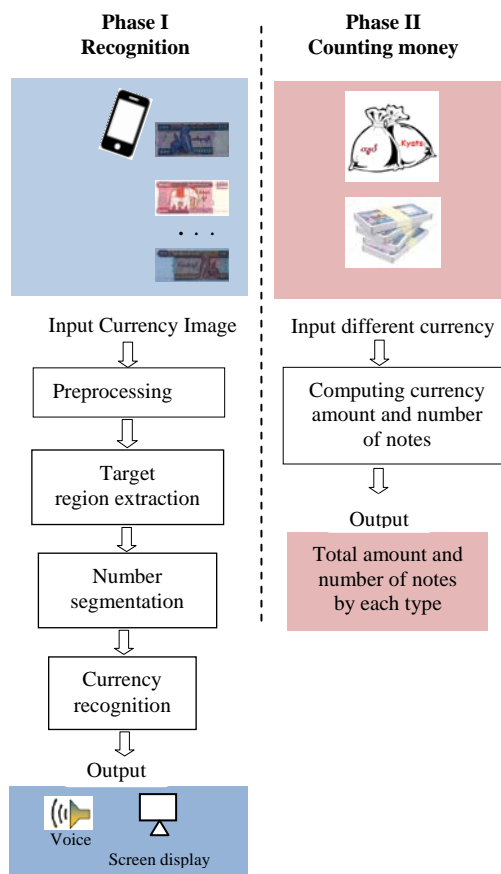 Phase I
Recognition
. . .
Input Currency Image
Preprocessing
Target
region extraction
Number
segmentation
Currency
recognition
Output
Voice
Screen display
Phase II
Counting money
Kyats
Input different currency
Computing currency
amount and number
of notes
Output
Total amount and
number of notes
by each type